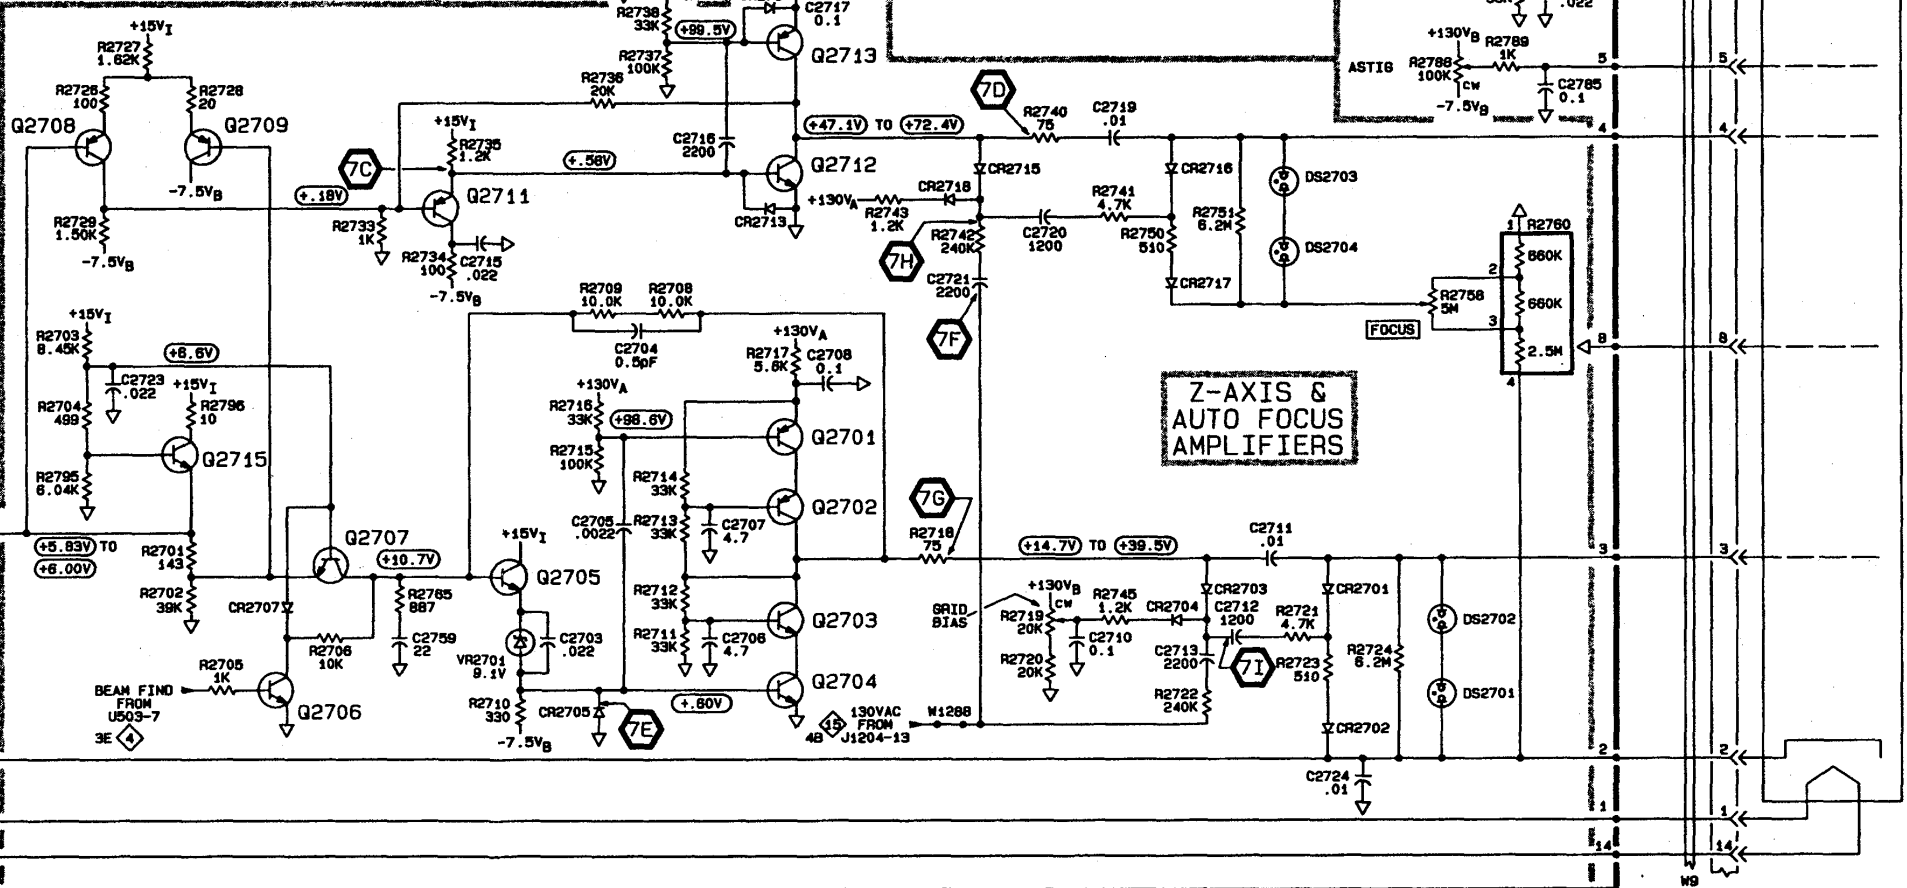 R2738
33K
C2717
0.1
+99.5V
Q2713
R2737
100K
+15VI
R2727
1.62K
R2726
100
R2728
20
Q2708
Q2709
-7.5VB
R2736
20K
+15VI
R2735
1.2K
7C
+.18V
Q2711
R2729
1.50K
-7.5VB
R2733
1K
R2734
100
C2715
.022
-7.5VB
+.58V
C2716
2200
Q2712
CR2713
+47.1V TO +72.4V
7D
R2740
75
C2719
.01
CR2715
CR2716
CR2718
+130VA
R2743
1.2K
R2741
4.7K
R2742
240K
C2720
1200
R2750
510
R2751
6.2M
DS2703
DS2704
7H
C2721
2200
CR2717
7F
ASTIG
+130VB
R2788
100K
CW
-7.5VB
R2789
1K
C2785
0.1
.022
5
5
4
4
1
R2760
660K
2
660K
R2758
5M
3
FOCUS
2.5M
4
8
8
Z-AXIS &
AUTO FOCUS
AMPLIFIERS
+15VI
R2703
8.45K
+6.6V
C2723
.022
+15VI
R2704
499
R2796
10
Q2715
R2795
6.04K
+5.83V TO
+6.00V
R2701
143
R2702
39K
Q2707
+10.7V
CR2707
R2706
10K
R2765
887
C2759
22
R2705
1K
BEAM FIND
FROM
U503-7
3E 4
Q2706
R2709
10.0K
R2708
10.0K
C2704
0.5pF
+130VA
R2717
5.6K
C2708
0.1
+130VA
R2716
33K
+98.6V
Q2701
R2715
100K
R2714
33K
Q2702
C2705
.0022
R2713
33K
C2707
4.7
+15VI
Q2705
R2712
33K
Q2703
R2711
33K
C2706
4.7
C2703
.022
VR2701
9.1V
Q2704
R2710
330
-7.5VB
CR2705
7E
+.60V
15
130VAC
FROM
4B J1204-13
W1288
7G
R2718
75
+14.7V TO +39.5V
C2711
.01
3
3
GRID
BIAS
+130VB
CW
R2719
20K
R2745
1.2K
CR2704
CR2703
CR2701
C2712
1200
R2721
4.7K
C2710
0.1
R2720
20K
C2713
2200
7I
R2723
510
R2724
6.2M
DS2702
DS2701
R2722
240K
CR2702
C2724
.01
2
2
1
1
14
14
W9